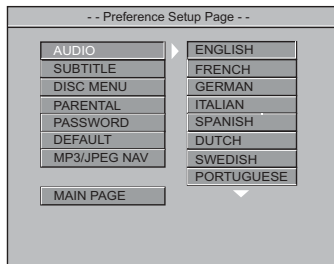 - - Preference Setup Page - -
AUDIO
SUBTITLE
DISC MENU
PARENTAL
PASSWORD
DEFAULT
MP3/JPEG NAV
MAIN PAGE
ENGLISH
FRENCH
GERMAN
ITALIAN
SPANISH
DUTCH
SWEDISH
PORTUGUESE